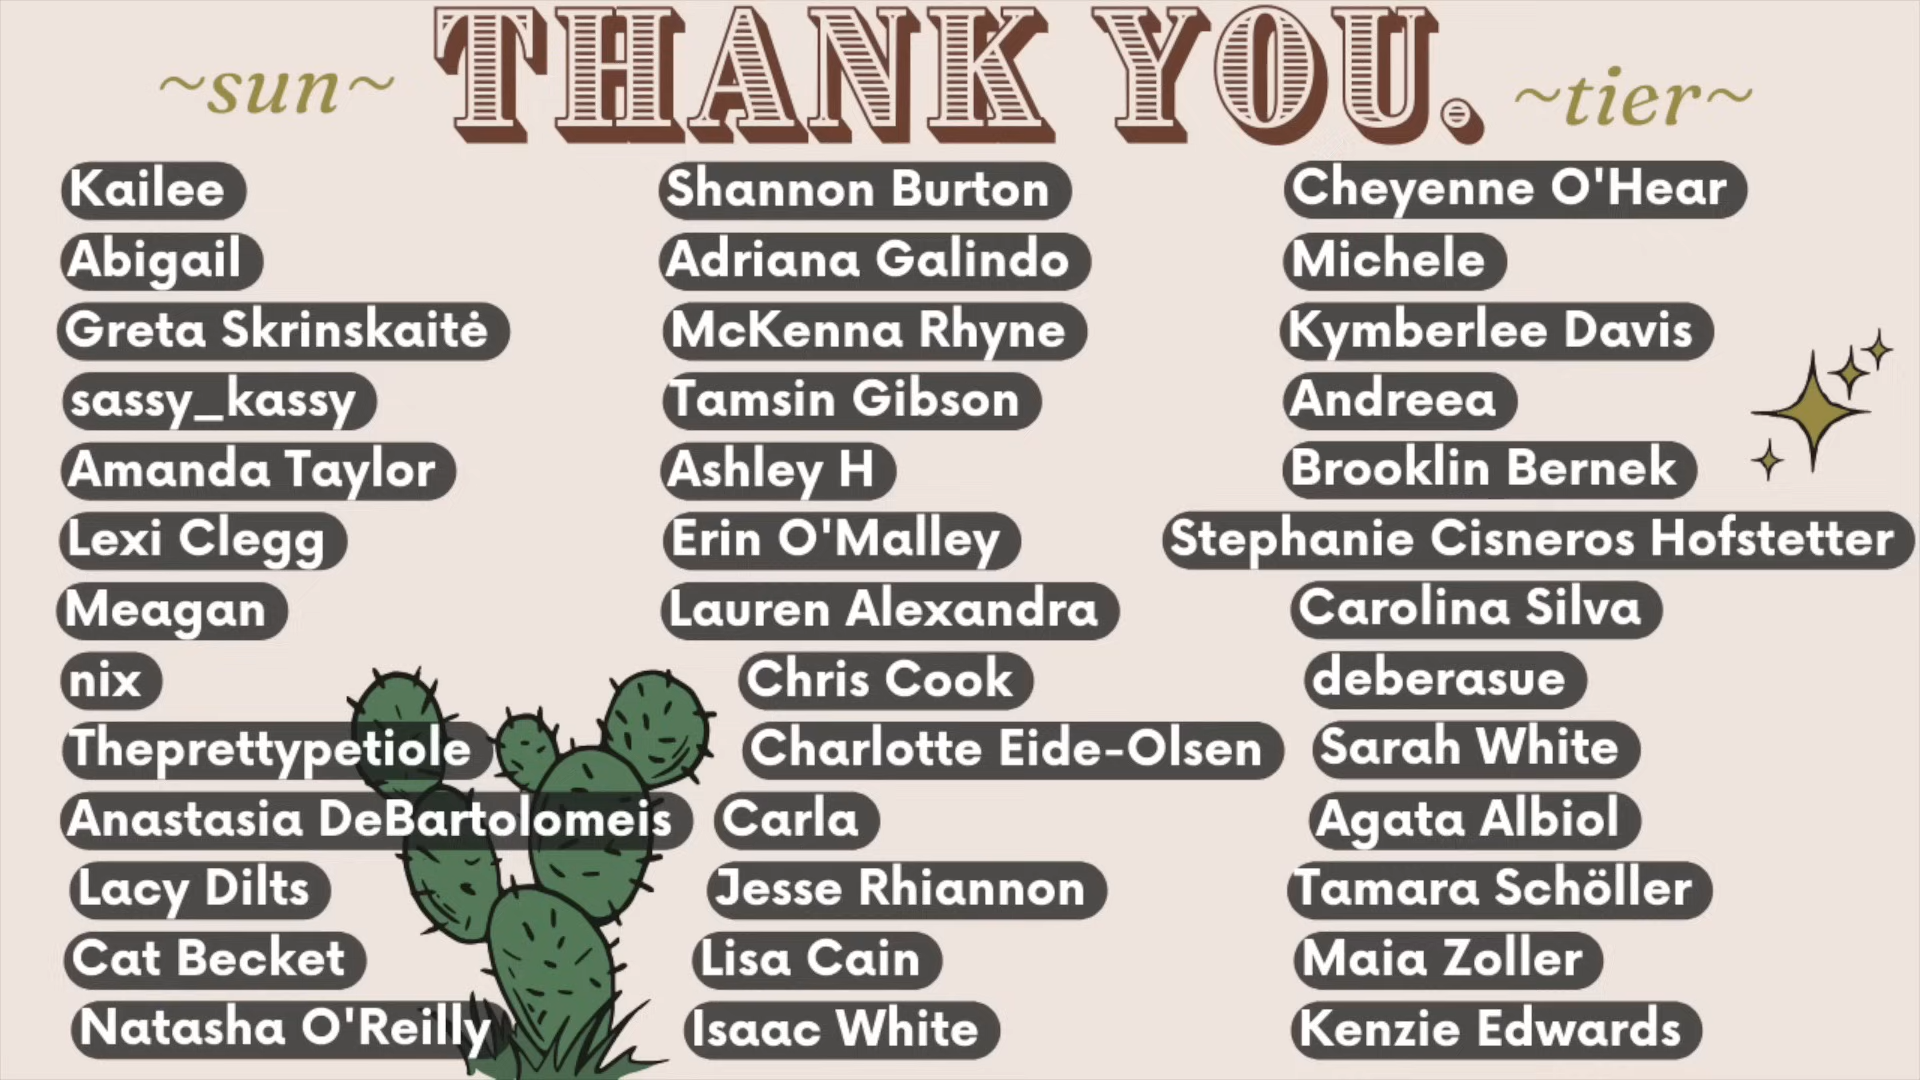 ~sun~ THANK YOU. ~tier~
Kailee
Abigail
Greta Skrinskaitė
sassy_kassy
Amanda Taylor
Lexi Clegg
Meagan
nix
Theprettypetiole
Anastasia DeBartolomeis
Lacy Dilts
Cat Becket
Natasha O'Reilly
Shannon Burton
Adriana Galindo
McKenna Rhyne
Tamsin Gibson
Ashley H
Erin O'Malley
Lauren Alexandra
Chris Cook
Charlotte Eide-Olsen
Carla
Jesse Rhiannon
Lisa Cain
Isaac White
Cheyenne O'Hear
Michele
Kymberlee Davis
Andreea
Brooklin Bernek
Stephanie Cisneros Hofstetter
Carolina Silva
deberasue
Sarah White
Agata Albiol
Tamara Schöller
Maia Zoller
Kenzie Edwards